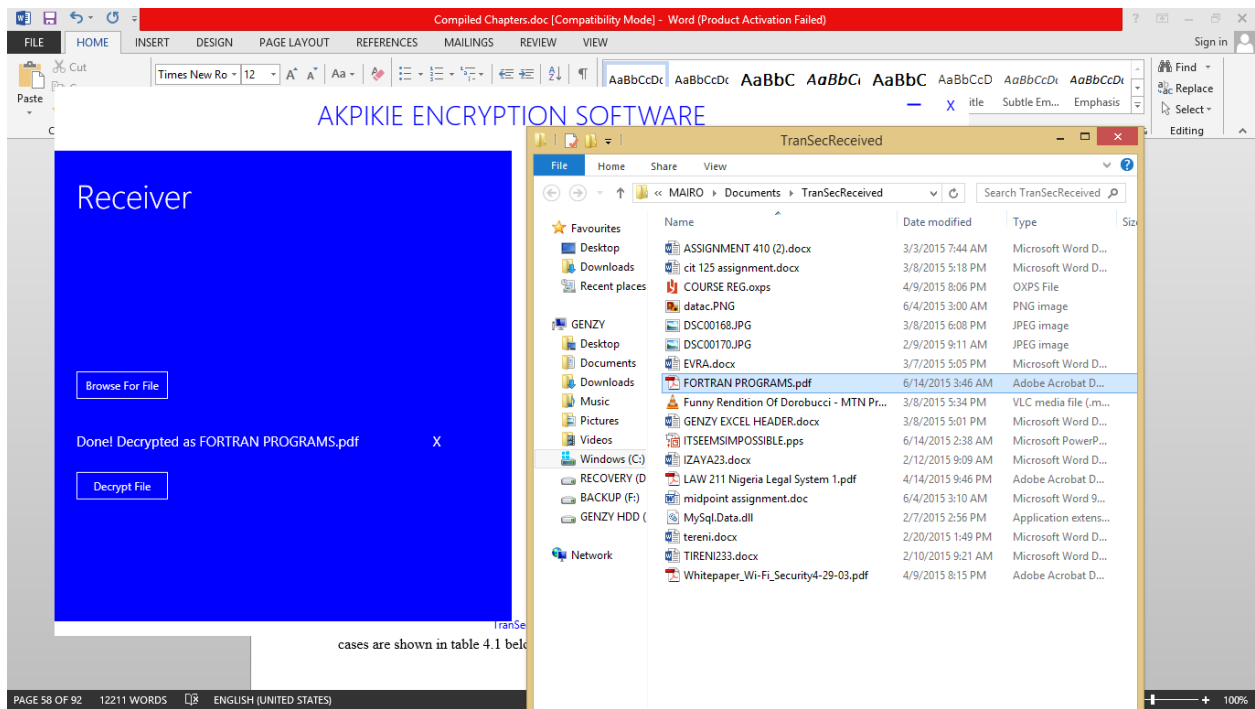 Compiled Chapters.doc [Compatibility Mode] - Word (Product Activation Failed)
FILE HOME INSERT DESIGN PAGE LAYOUT REFERENCES MAILINGS REVIEW VIEW Sign in
Cut Times New Ro 12 Aa AaBbCcDc AaBbCcDc AaBbC AaBbCc AaBbC AaBbCcD AaBbCcDc AaBbCcDc Find
Replace
Paste Subtle Em... Emphasis Select
Editing
AKPIKIE ENCRYPTION SOFTWARE
X
Receiver
Browse For File
Done! Decrypted as FORTRAN PROGRAMS.pdf X
Decrypt File
TranSecReceived
File Home Share View
« MAIRO Documents TranSecReceived Search TranSecReceived
Favourites
Desktop
Downloads
Recent places
GENZY
Desktop
Documents
Downloads
Music
Pictures
Videos
Windows (C:)
RECOVERY (D
BACKUP (F:)
GENZY HDD (
Network
Name Date modified Type Siz
ASSIGNMENT 410 (2).docx 3/3/2015 7:44 AM Microsoft Word D...
cit 125 assignment.docx 3/8/2015 5:18 PM Microsoft Word D...
COURSE REG.oxps 4/9/2015 8:06 PM OXPS File
datac.PNG 6/4/2015 3:00 AM PNG image
DSC00168.JPG 3/8/2015 6:08 PM JPEG image
DSC00170.JPG 2/9/2015 9:11 AM JPEG image
EVRA.docx 3/7/2015 5:05 PM Microsoft Word D...
FORTRAN PROGRAMS.pdf 6/14/2015 3:46 AM Adobe Acrobat D...
Funny Rendition Of Dorobucci - MTN Pr... 3/8/2015 5:34 PM VLC media file (.m...
GENZY EXCEL HEADER.docx 3/8/2015 5:01 PM Microsoft Word D...
ITSEEMSIMPOSSIBLE.pps 6/14/2015 2:38 AM Microsoft PowerP...
IZAYA23.docx 2/12/2015 9:09 AM Microsoft Word D...
LAW 211 Nigeria Legal System 1.pdf 4/14/2015 9:46 PM Adobe Acrobat D...
midpoint assignment.doc 6/4/2015 3:10 AM Microsoft Word 9...
MySql.Data.dll 2/7/2015 2:56 PM Application extens...
tereni.docx 2/20/2015 1:49 PM Microsoft Word D...
TIRENI233.docx 2/10/2015 9:21 AM Microsoft Word D...
Whitepaper_Wi-Fi_Security4-29-03.pdf 4/9/2015 8:15 PM Adobe Acrobat D...
TranSe
cases are shown in table 4.1 belo
PAGE 58 OF 92 12211 WORDS ENGLISH (UNITED STATES) 100%